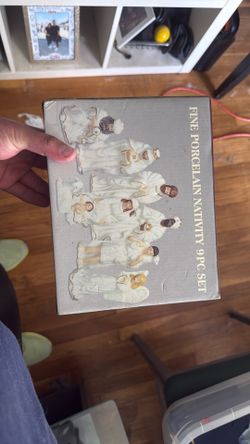 FINE PORCELAIN NATIVITY 9PC SET